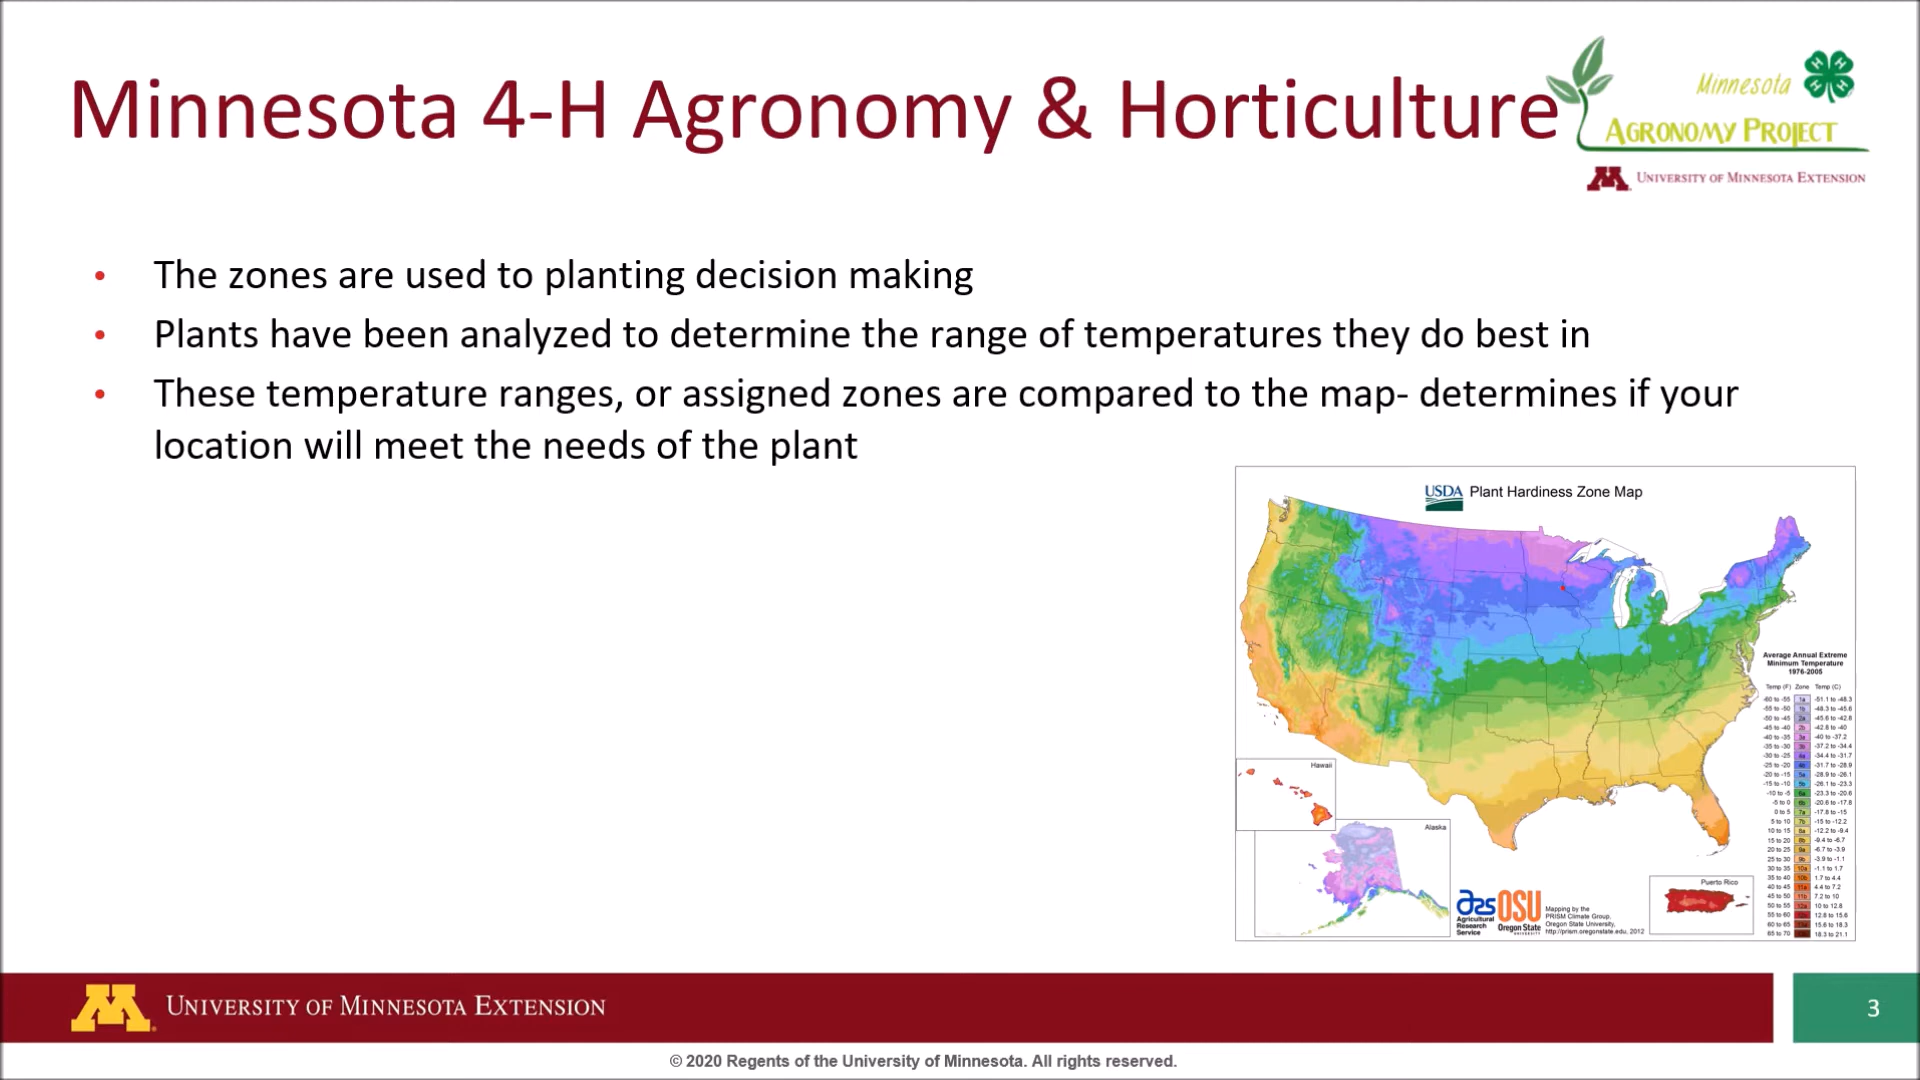 Minnesota 4-H Agronomy & Horticulture
Minnesota
AGRONOMY PROJECT
UNIVERSITY OF MINNESOTA EXTENSION
• The zones are used to planting decision making
• Plants have been analyzed to determine the range of temperatures they do best in
• These temperature ranges, or assigned zones are compared to the map- determines if your
location will meet the needs of the plant
USDA Plant Hardiness Zone Map
Average Annual Extreme
Minimum Temperature
1976-2005
Temp (F) Zone Temp (C)
-60 to -55 1a -51.1 to -48.3
-55 to -50 1b -48.3 to -45.6
-50 to -45 2a -45.6 to -42.8
-45 to -40 2b -42.8 to -40
-40 to -35 3a -40 to -37.2
-35 to -30 3b -37.2 to -34.4
-30 to -25 4a -34.4 to -31.7
-25 to -20 4b -31.7 to -28.9
-20 to -15 5a -28.9 to -26.1
-15 to -10 5b -26.1 to -23.3
-10 to -5 6a -23.3 to -20.6
-5 to 0 6b -20.6 to -17.8
0 to 5 7a -17.8 to -15
5 to 10 7b -15 to -12.2
10 to 15 8a -12.2 to -9.4
15 to 20 8b -9.4 to -6.7
20 to 25 9a -6.7 to -3.9
25 to 30 9b -3.9 to -1.1
30 to 35 10a -1.1 to 1.7
35 to 40 10b 1.7 to 4.4
40 to 45 11a 4.4 to 7.2
45 to 50 11b 7.2 to 10
50 to 55 12a 10 to 12.8
55 to 60 12.8 to 15.6
60 to 65 15.6 to 18.3
65 to 70 18.3 to 21.1
Hawaii
Alaska
Puerto Rico
ars
Agricultural
Research
Service
OSU
Oregon State
UNIVERSITY
Mapping by the
PRISM Climate Group,
Oregon State University,
http://prism.oregonstate.edu, 2012
UNIVERSITY OF MINNESOTA EXTENSION
3
© 2020 Regents of the University of Minnesota. All rights reserved.